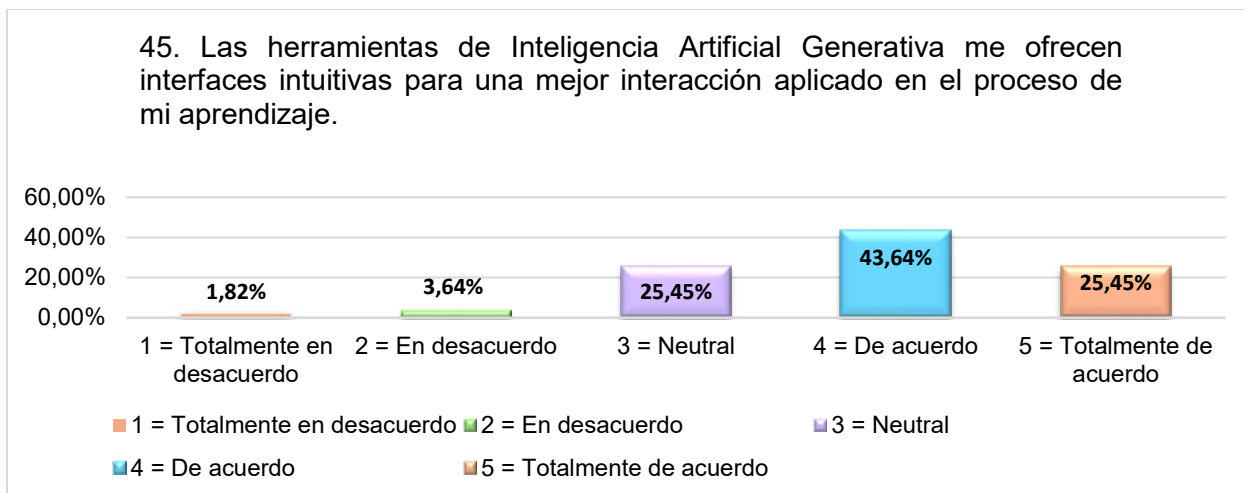 45. Las herramientas de Inteligencia Artificial Generativa me ofrecen
interfaces intuitivas para una mejor interacción aplicado en el proceso de
mi aprendizaje.
60,00%
40,00%
20,00%
0,00%
1,82%
3,64%
25,45%
43,64%
25,45%
1 = Totalmente en
desacuerdo
2 = En desacuerdo
3 = Neutral
4 = De acuerdo
5 = Totalmente de
acuerdo
1 = Totalmente en desacuerdo
2 = En desacuerdo
3 = Neutral
4 = De acuerdo
5 = Totalmente de acuerdo